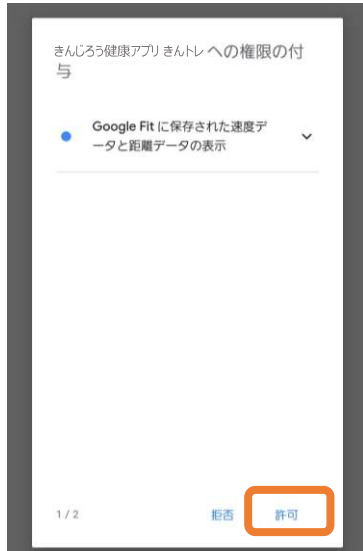 きんじろう健康アプリ きんトレ への権限の付
与
Google Fit に保存された速度デ
ータと距離データの表示
1 / 2
拒否
許可